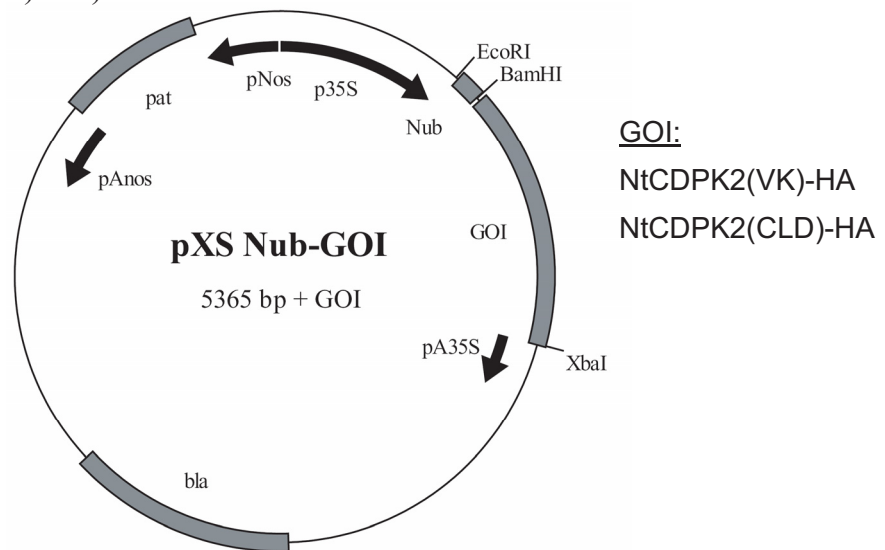 EcoRI
BamHI
pNos
p35S
pat
Nub
pAnos
GOI:
NtCDPK2(VK)-HA
NtCDPK2(CLD)-HA
GOI
pXS Nub-GOI
5365 bp + GOI
pA35S
XbaI
bla